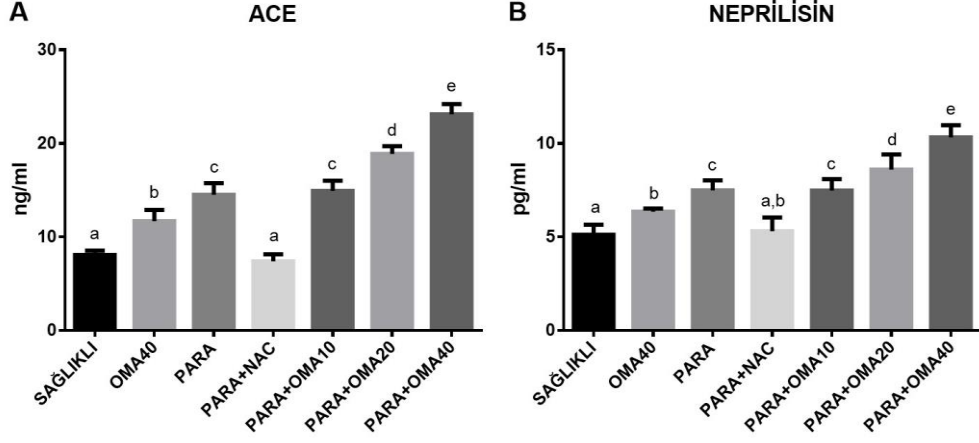 A
ACE
30
20
10
0
ng/ml
a
b
c
a
c
d
e
SAĞLIKLI
OMA40
PARA
PARA+NAC
PARA+OMA10
PARA+OMA20
PARA+OMA40
B
NEPRİLİSİN
15
10
5
0
pg/ml
a
b
c
a,b
c
d
e
SAĞLIKLI
OMA40
PARA
PARA+NAC
PARA+OMA10
PARA+OMA20
PARA+OMA40